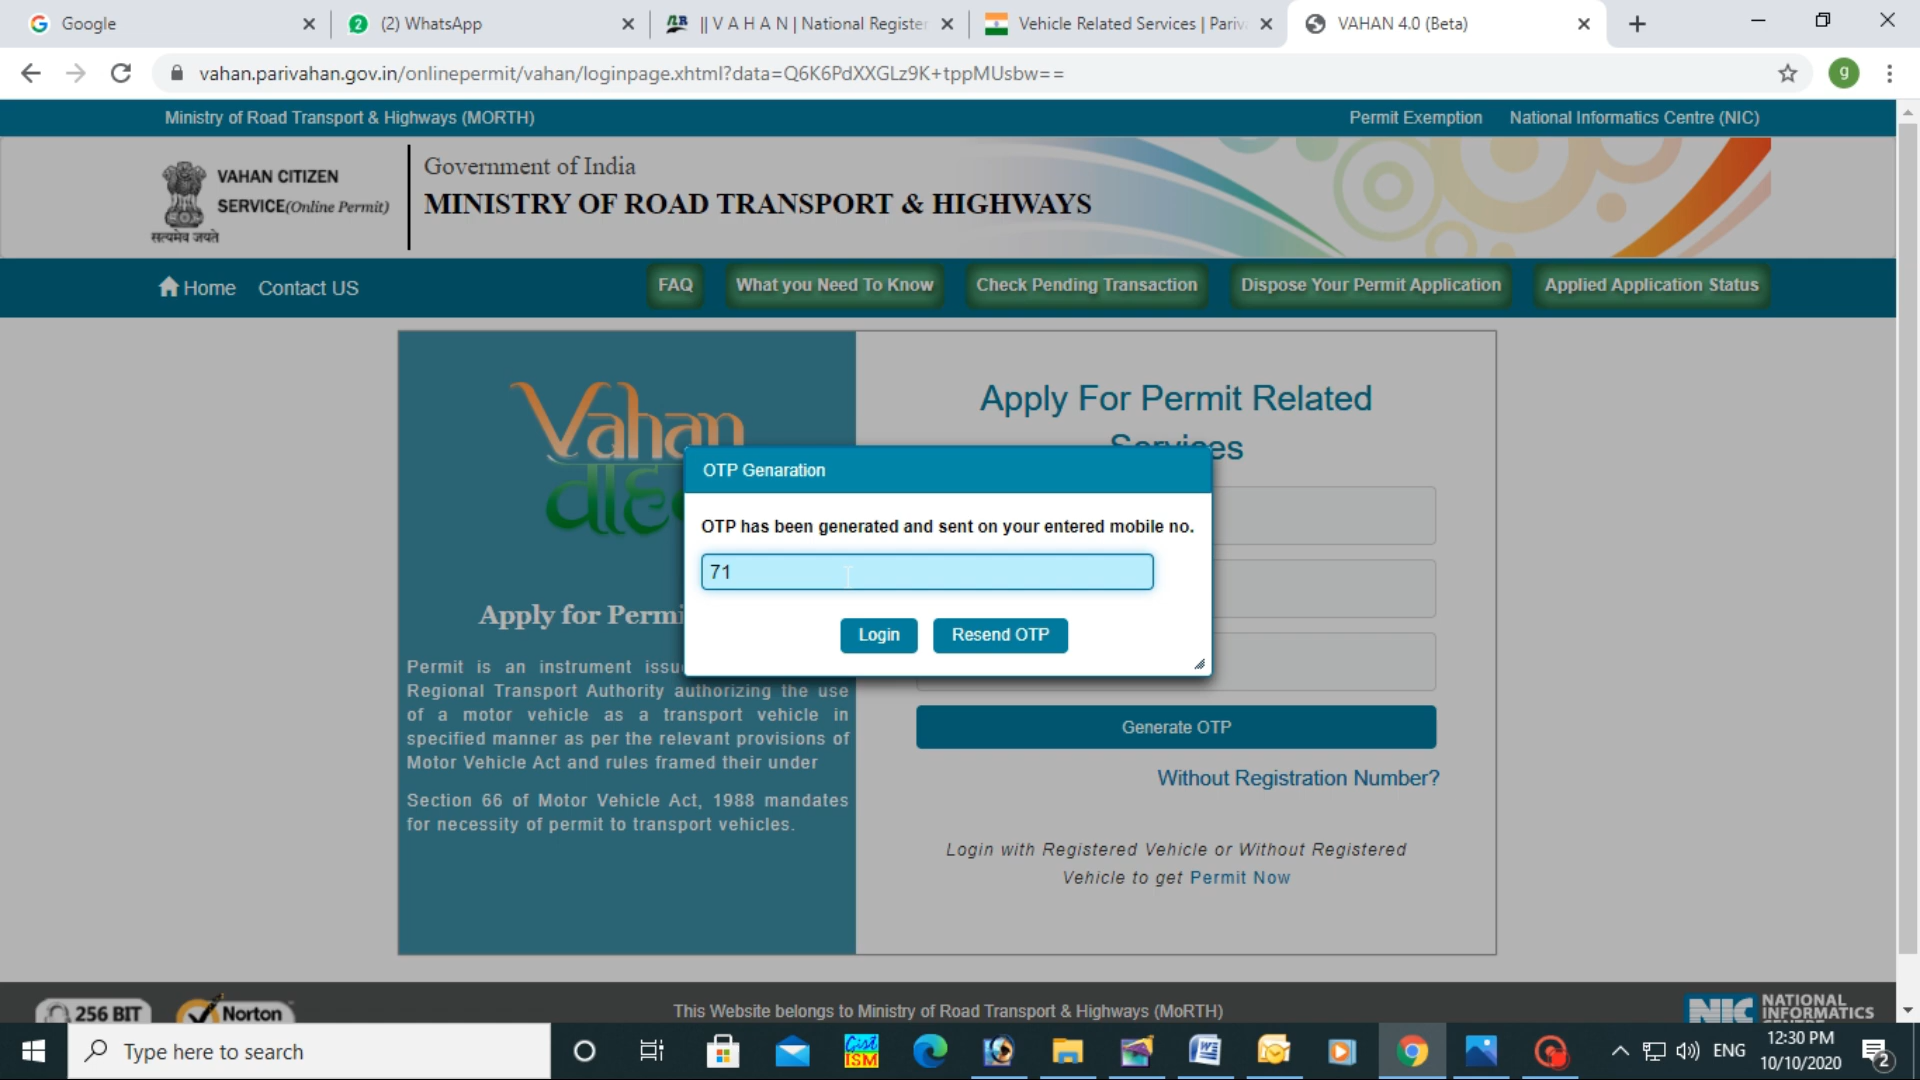 Google
(2) WhatsApp
|| V A H A N | National Register
Vehicle Related Services | Pariv
VAHAN 4.0 (Beta)
vahan.parivahan.gov.in/onlinepermit/vahan/loginpage.xhtml?data=Q6K6PdXXGLz9K+tppMUsbw==
g
Ministry of Road Transport & Highways (MORTH)
Permit Exemption
National Informatics Centre (NIC)
VAHAN CITIZEN
SERVICE(Online Permit)
सत्यमेव जयते
Government of India
MINISTRY OF ROAD TRANSPORT & HIGHWAYS
Home
Contact US
FAQ
What you Need To Know
Check Pending Transaction
Dispose Your Permit Application
Applied Application Status
Vahan
Apply for Permi
Permit is an instrument issu
Regional Transport Authority authorizing the use
of a motor vehicle as a transport vehicle in
specified manner as per the relevant provisions of
Motor Vehicle Act and rules framed their under
Section 66 of Motor Vehicle Act, 1988 mandates
for necessity of permit to transport vehicles.
Apply For Permit Related
Services
OTP Genaration
OTP has been generated and sent on your entered mobile no.
71
Login
Resend OTP
Generate OTP
Without Registration Number?
Login with Registered Vehicle or Without Registered
Vehicle to get Permit Now
256 BIT
Norton
This Website belongs to Ministry of Road Transport & Highways (MoRTH)
NIC
NATIONAL
INFORMATICS
Type here to search
Cist
ISM
ENG
12:30 PM
10/10/2020
2